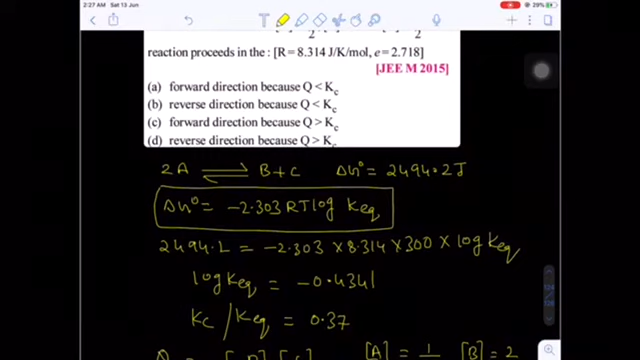 2:27 AM Sat 13 Jun
29%
2 2
reaction proceeds in the : [R = 8.314 J/K/mol, e = 2.718]
[JEE M 2015]
(a) forward direction because Q < Kc
(b) reverse direction because Q < Kc
(c) forward direction because Q > Kc
(d) reverse direction because Q > Kc
2A ⇌ B + C ΔG° = 2494.2 J
ΔG° = -2.303 RT log Keq
2494.2 = -2.303 × 8.314 × 300 × log Keq
log Keq = -0.4341
Kc / Keq = 0.37
[B] [C] [A] = 1 [B] = 2